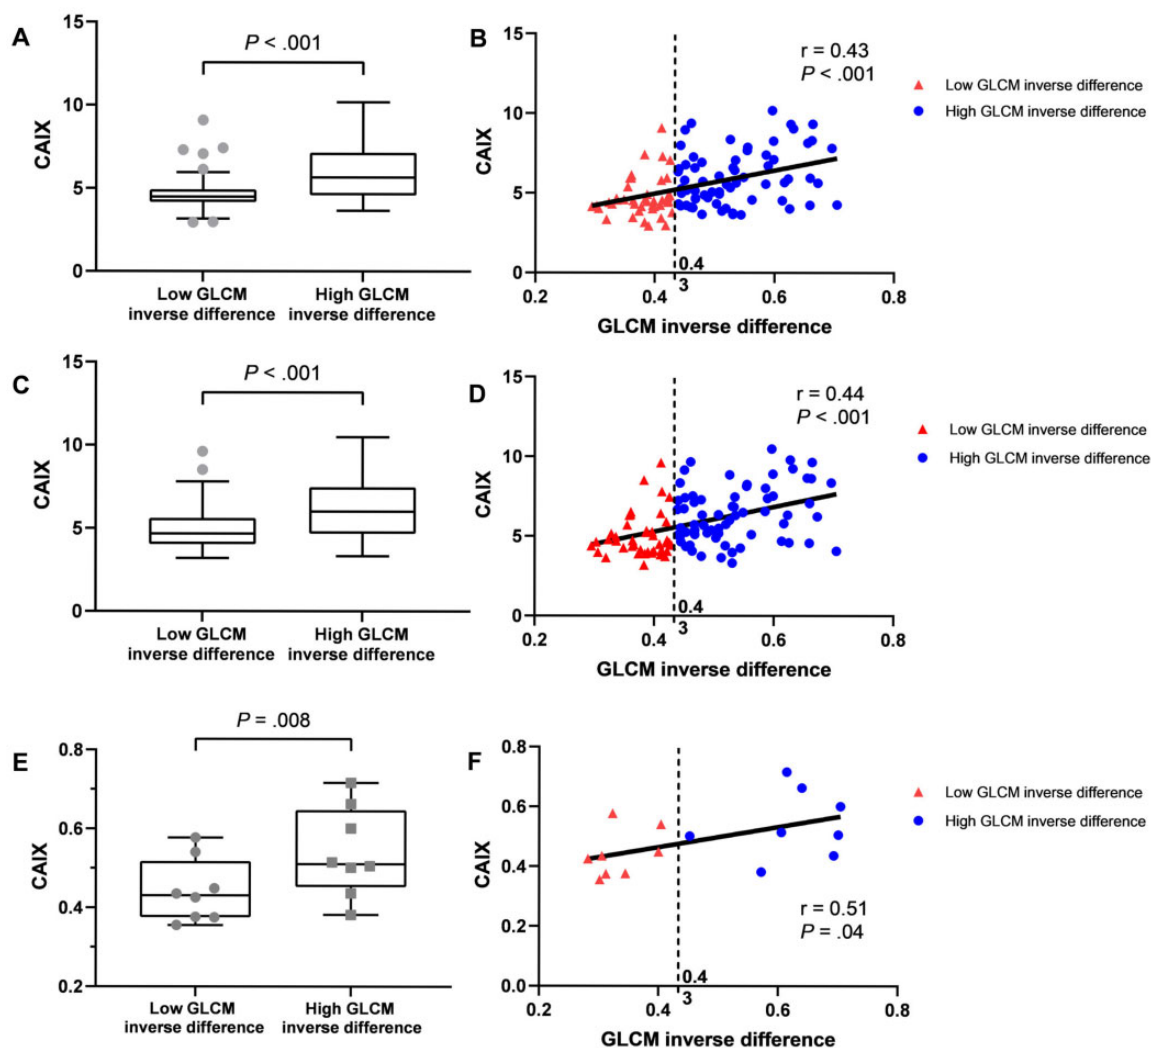 A
P < .001
CAIX
15
10
5
0
Low GLCM
inverse difference
High GLCM
inverse difference
B
r = 0.43
P < .001
CAIX
15
10
5
0
0.4
3
0.2
0.4
0.6
0.8
GLCM inverse difference
Low GLCM inverse difference
High GLCM inverse difference
C
P < .001
CAIX
15
10
5
0
Low GLCM
inverse difference
High GLCM
inverse difference
D
r = 0.44
P < .001
CAIX
15
10
5
0
0.4
3
0.2
0.4
0.6
0.8
GLCM inverse difference
Low GLCM inverse difference
High GLCM inverse difference
E
P = .008
CAIX
0.8
0.6
0.4
0.2
Low GLCM
inverse difference
High GLCM
inverse difference
F
CAIX
0.8
0.6
0.4
0.2
0.0
r = 0.51
P = .04
0.4
3
0.2
0.4
0.6
0.8
GLCM inverse difference
Low GLCM inverse difference
High GLCM inverse difference